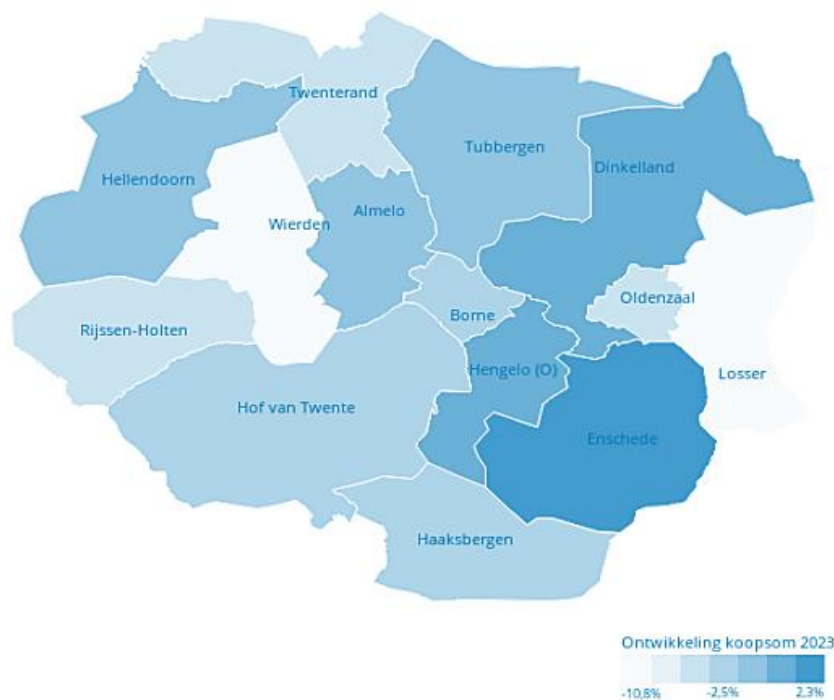 Twenterand
Tubbergen
Dinkelland
Hellendoorn
Almelo
Wierden
Oldenzaal
Borne
Rijssen-Holten
Hengelo (O)
Losser
Hof van Twente
Enschede
Haaksbergen
Ontwikkeling koopsom 2023
-10,8% -2,5% 2,3%